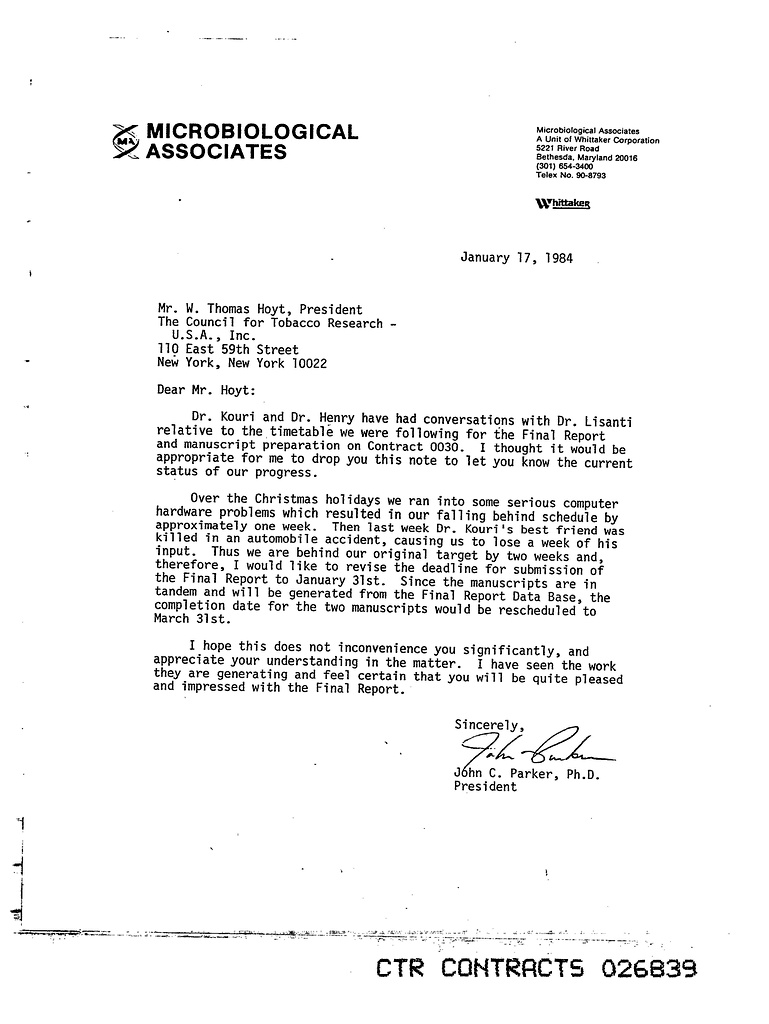 MICROBIOLOGICAL
ASSOCIATES
Microbiological Associates
A Unit of Whittaker Corporation
5221 River Road
Bethesda, Maryland 20016
(301) 654-3400
Telex No. 90-8793
Whittaker
January 17, 1984
Mr. W. Thomas Hoyt, President
The Council for Tobacco Research -
U.S.A., Inc.
110 East 59th Street
New York, New York 10022
Dear Mr. Hoyt:
Dr. Kouri and Dr. Henry have had conversations with Dr. Lisanti
relative to the timetable we were following for the Final Report
and manuscript preparation on Contract 0030. I thought it would be
appropriate for me to drop you this note to let you know the current
status of our progress.
Over the Christmas holidays we ran into some serious computer
hardware problems which resulted in our falling behind schedule by
approximately one week. Then last week Dr. Kouri's best friend was
killed in an automobile accident, causing us to lose a week of his
input. Thus we are behind our original target by two weeks and,
therefore, I would like to revise the deadline for submission of
the Final Report to January 31st. Since the manuscripts are in
tandem and will be generated from the Final Report Data Base, the
completion date for the two manuscripts would be rescheduled to
March 31st.
I hope this does not inconvenience you significantly, and
appreciate your understanding in the matter. I have seen the work
they are generating and feel certain that you will be quite pleased
and impressed with the Final Report.
Sincerely,
John C. Parker, Ph.D.
President
CTR CONTRACTS 026839